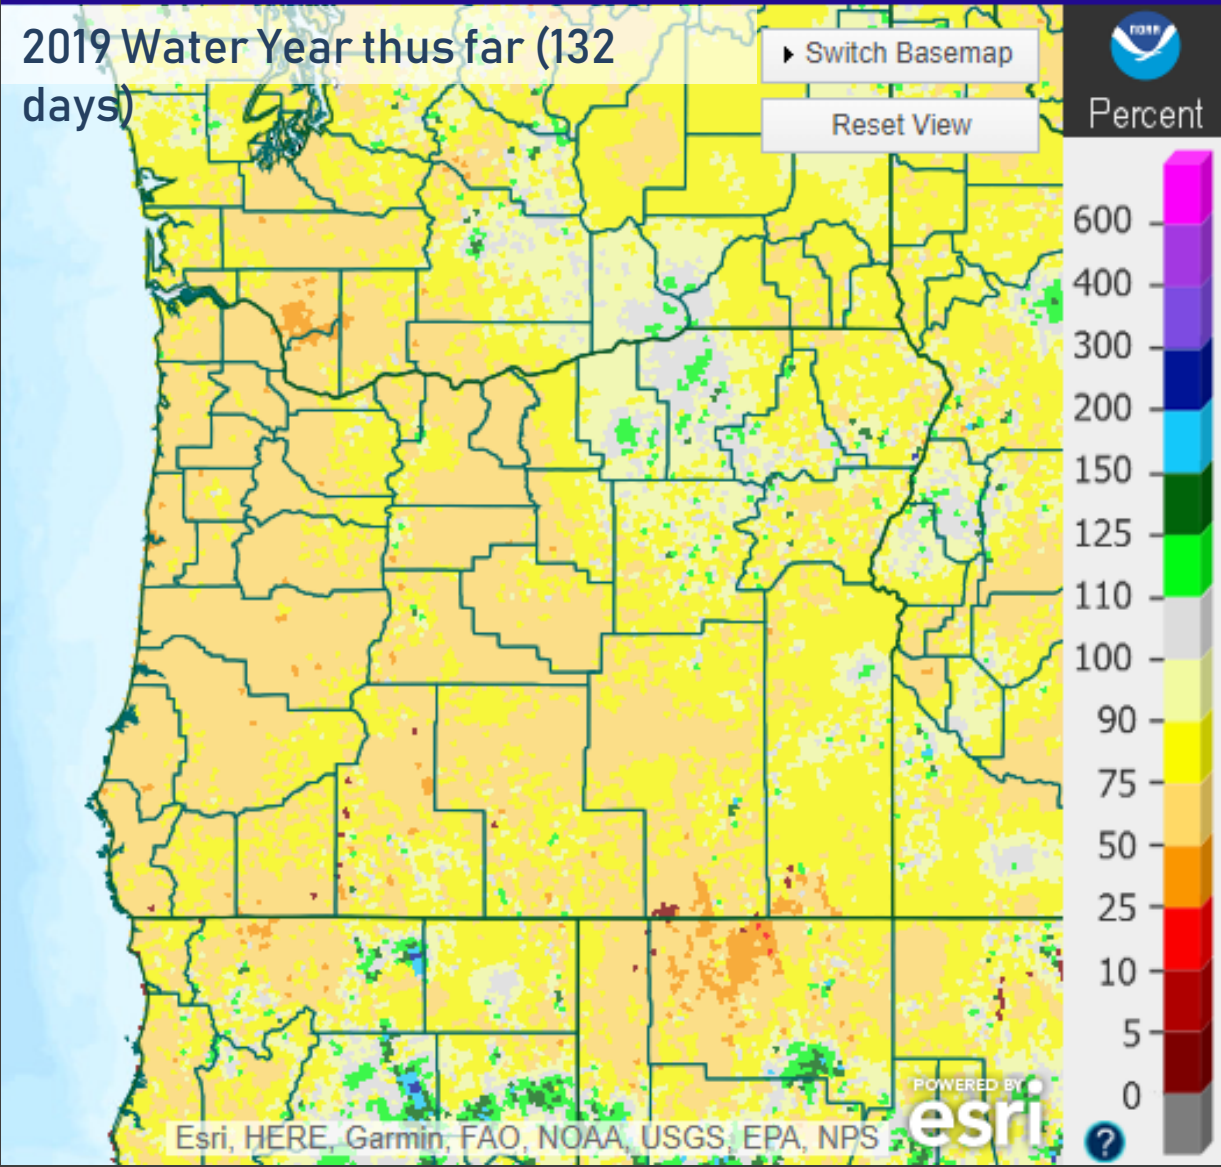 2019 Water Year thus far (132
days)
Switch Basemap
Reset View
NOAA
Percent
600
400
300
200
150
125
110
100
90
75
50
25
10
5
0
POWERED BY
esri
Esri, HERE, Garmin, FAO, NOAA, USGS, EPA, NPS
?